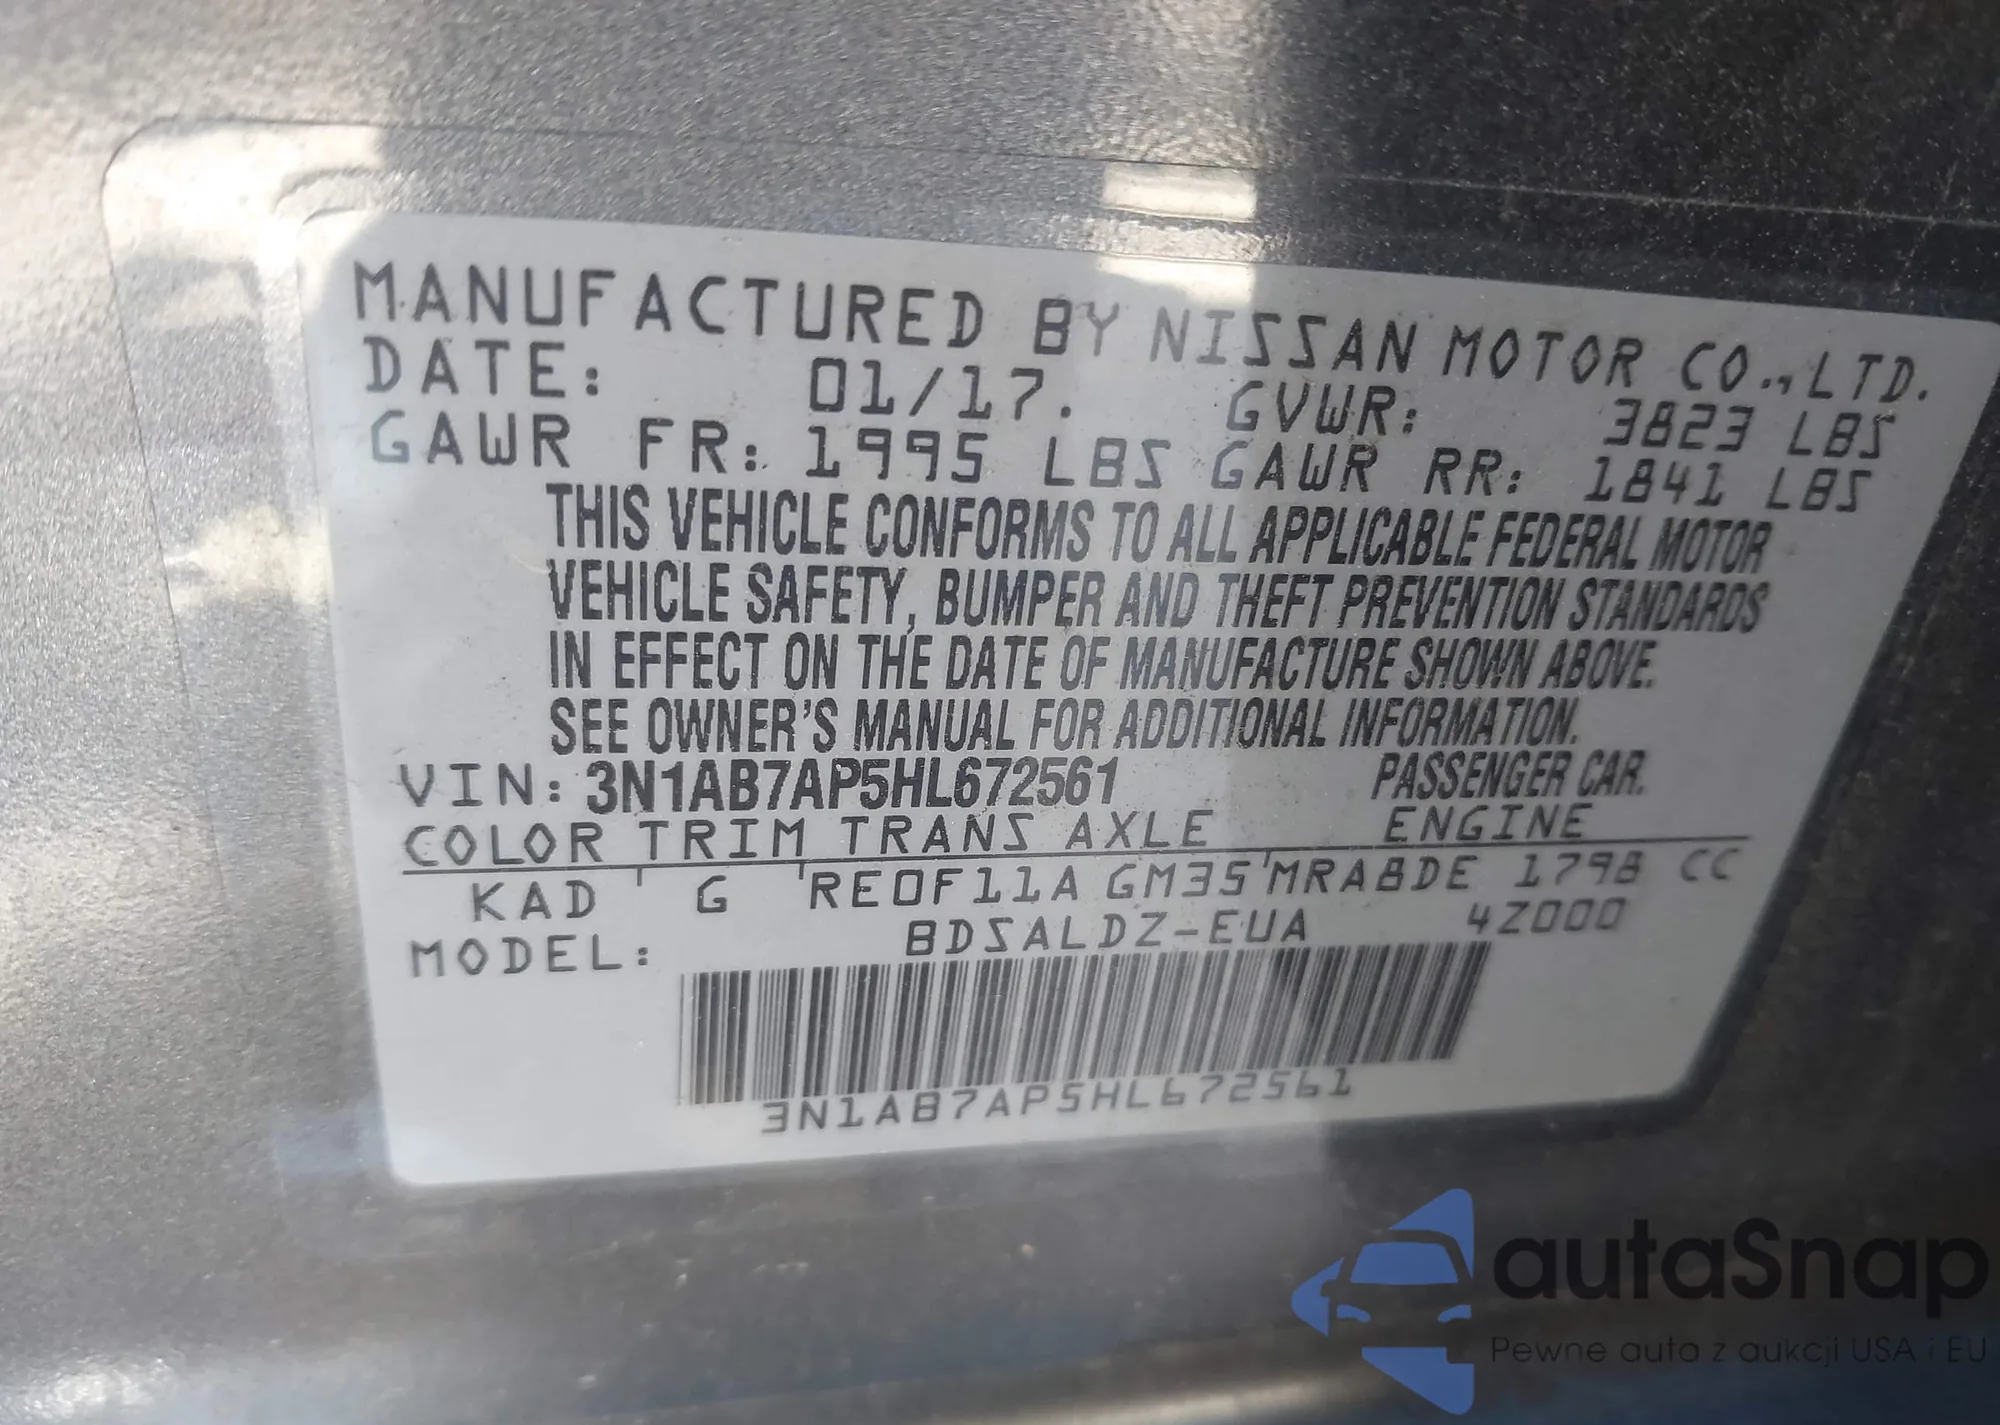 MANUFACTURED BY NISSAN MOTOR CO.,LTD.
DATE: 01/17. GVWR: 3823 LBS
GAWR FR: 1995 LBS GAWR RR: 1841 LBS
THIS VEHICLE CONFORMS TO ALL APPLICABLE FEDERAL MOTOR
VEHICLE SAFETY, BUMPER AND THEFT PREVENTION STANDARDS
IN EFFECT ON THE DATE OF MANUFACTURE SHOWN ABOVE.
SEE OWNER'S MANUAL FOR ADDITIONAL INFORMATION.
VIN: 3N1AB7AP5HL672561 PASSENGER CAR.
COLOR TRIM TRANS AXLE ENGINE
KAD G RE0F11A GM35 MRA8DE 1798 CC
MODEL: BDSALDZ-EUA 4Z000
3N1AB7AP5HL672561
autaSnap
Pewne auta z aukcji USA i EU